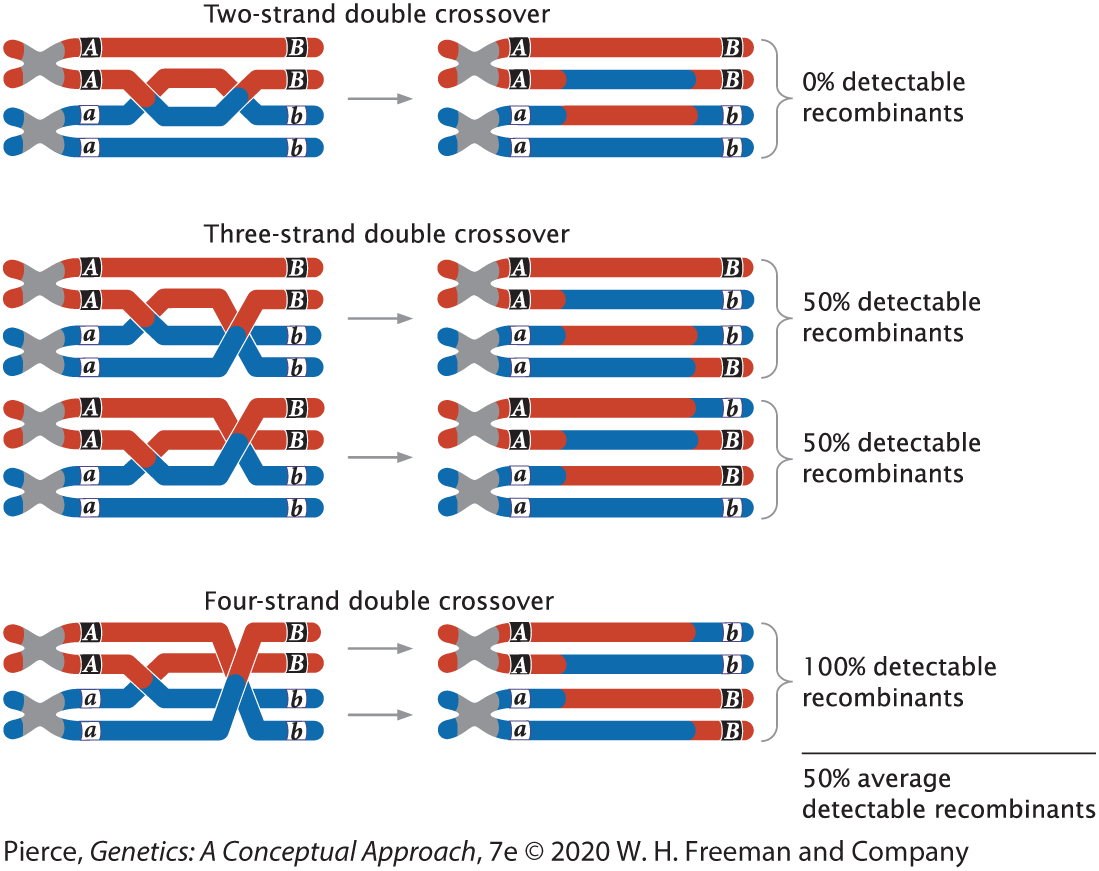 Two-strand double crossover
A B A B
A B A B
a b a b
a b a b
0% detectable
recombinants
Three-strand double crossover
A B A B
A B A b
a b a b
a b a B
50% detectable
recombinants
A B A b
A B A B
a b a B
a b a b
50% detectable
recombinants
Four-strand double crossover
A B A b
A B A b
a b a B
a b a B
100% detectable
recombinants
50% average
detectable recombinants
Pierce, Genetics: A Conceptual Approach, 7e © 2020 W. H. Freeman and Company